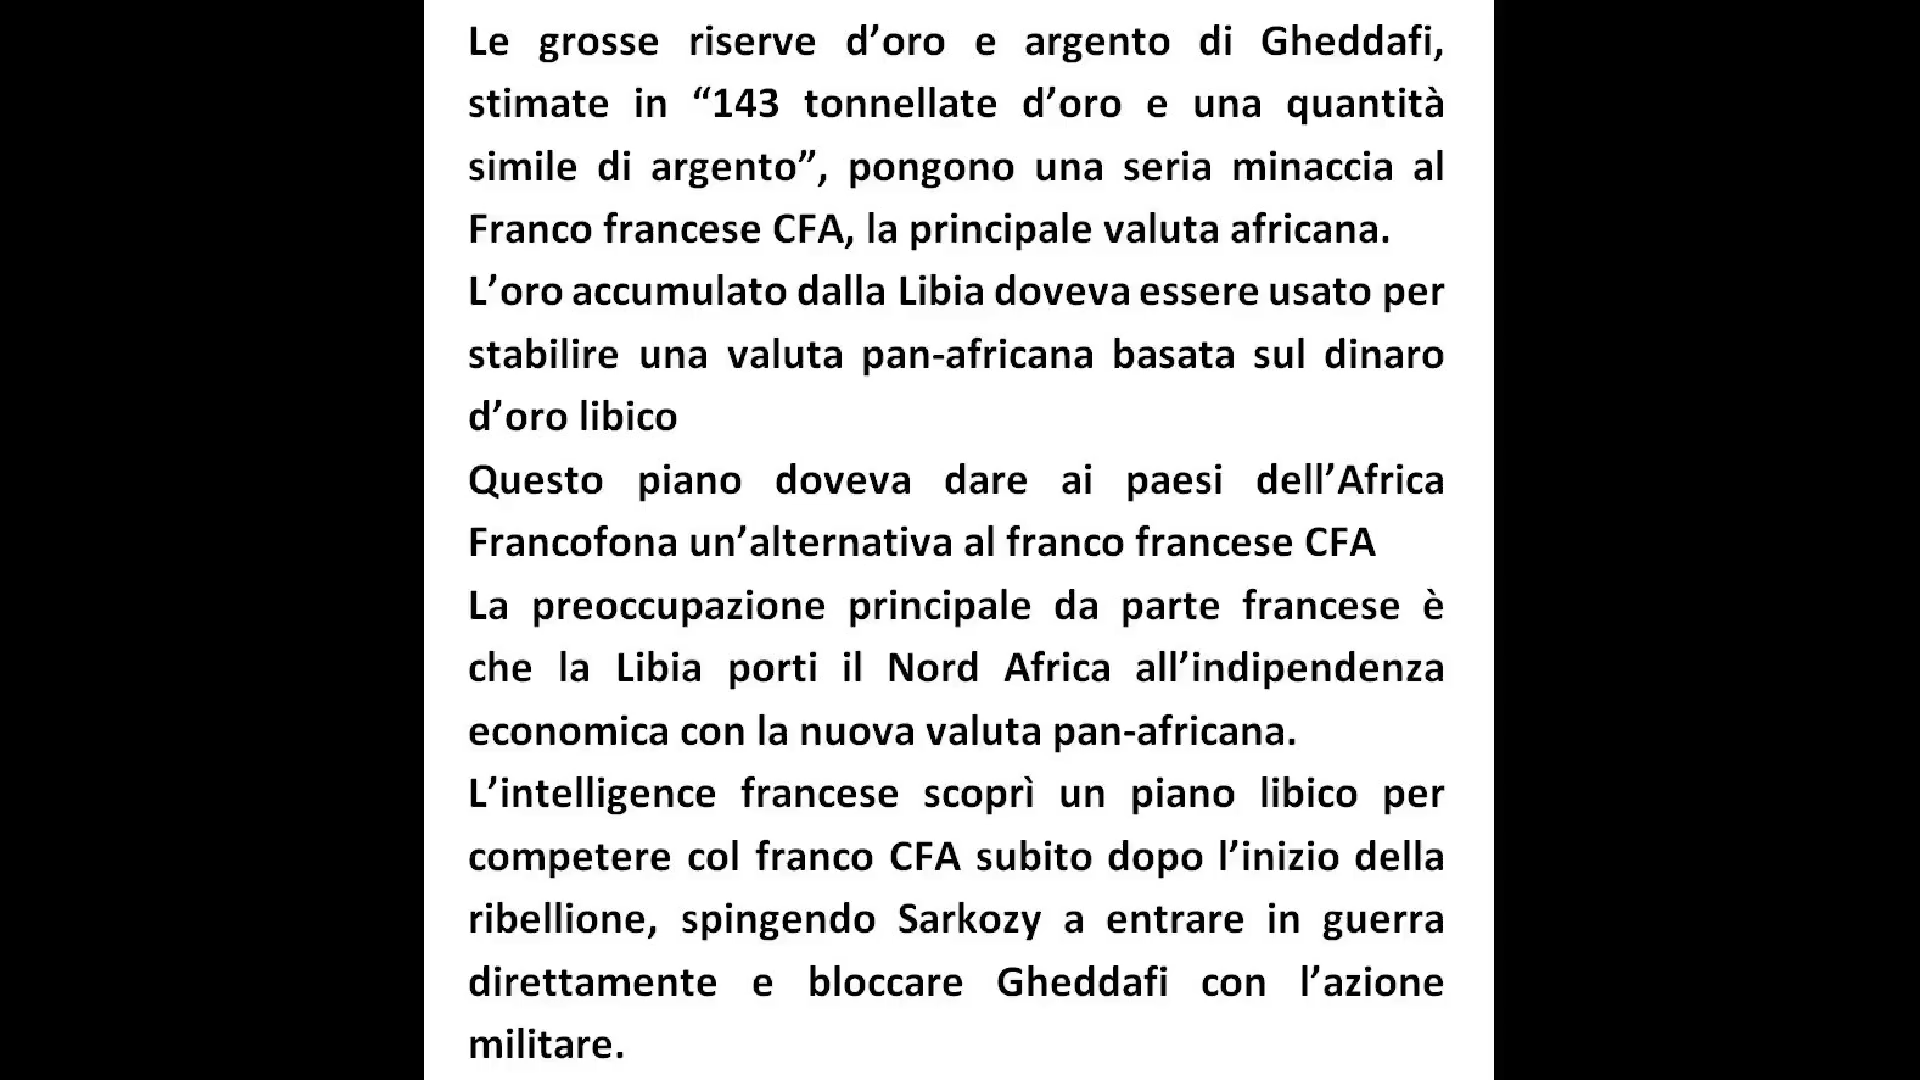 Le grosse riserve d’oro e argento di Gheddafi,
stimate in “143 tonnellate d’oro e una quantità
simile di argento”, pongono una seria minaccia al
Franco francese CFA, la principale valuta africana.
L’oro accumulato dalla Libia doveva essere usato per
stabilire una valuta pan-africana basata sul dinaro
d’oro libico
Questo piano doveva dare ai paesi dell’Africa
Francofona un’alternativa al franco francese CFA
La preoccupazione principale da parte francese è
che la Libia porti il Nord Africa all’indipendenza
economica con la nuova valuta pan-africana.
L’intelligence francese scoprì un piano libico per
competere col franco CFA subito dopo l’inizio della
ribellione, spingendo Sarkozy a entrare in guerra
direttamente e bloccare Gheddafi con l’azione
militare.